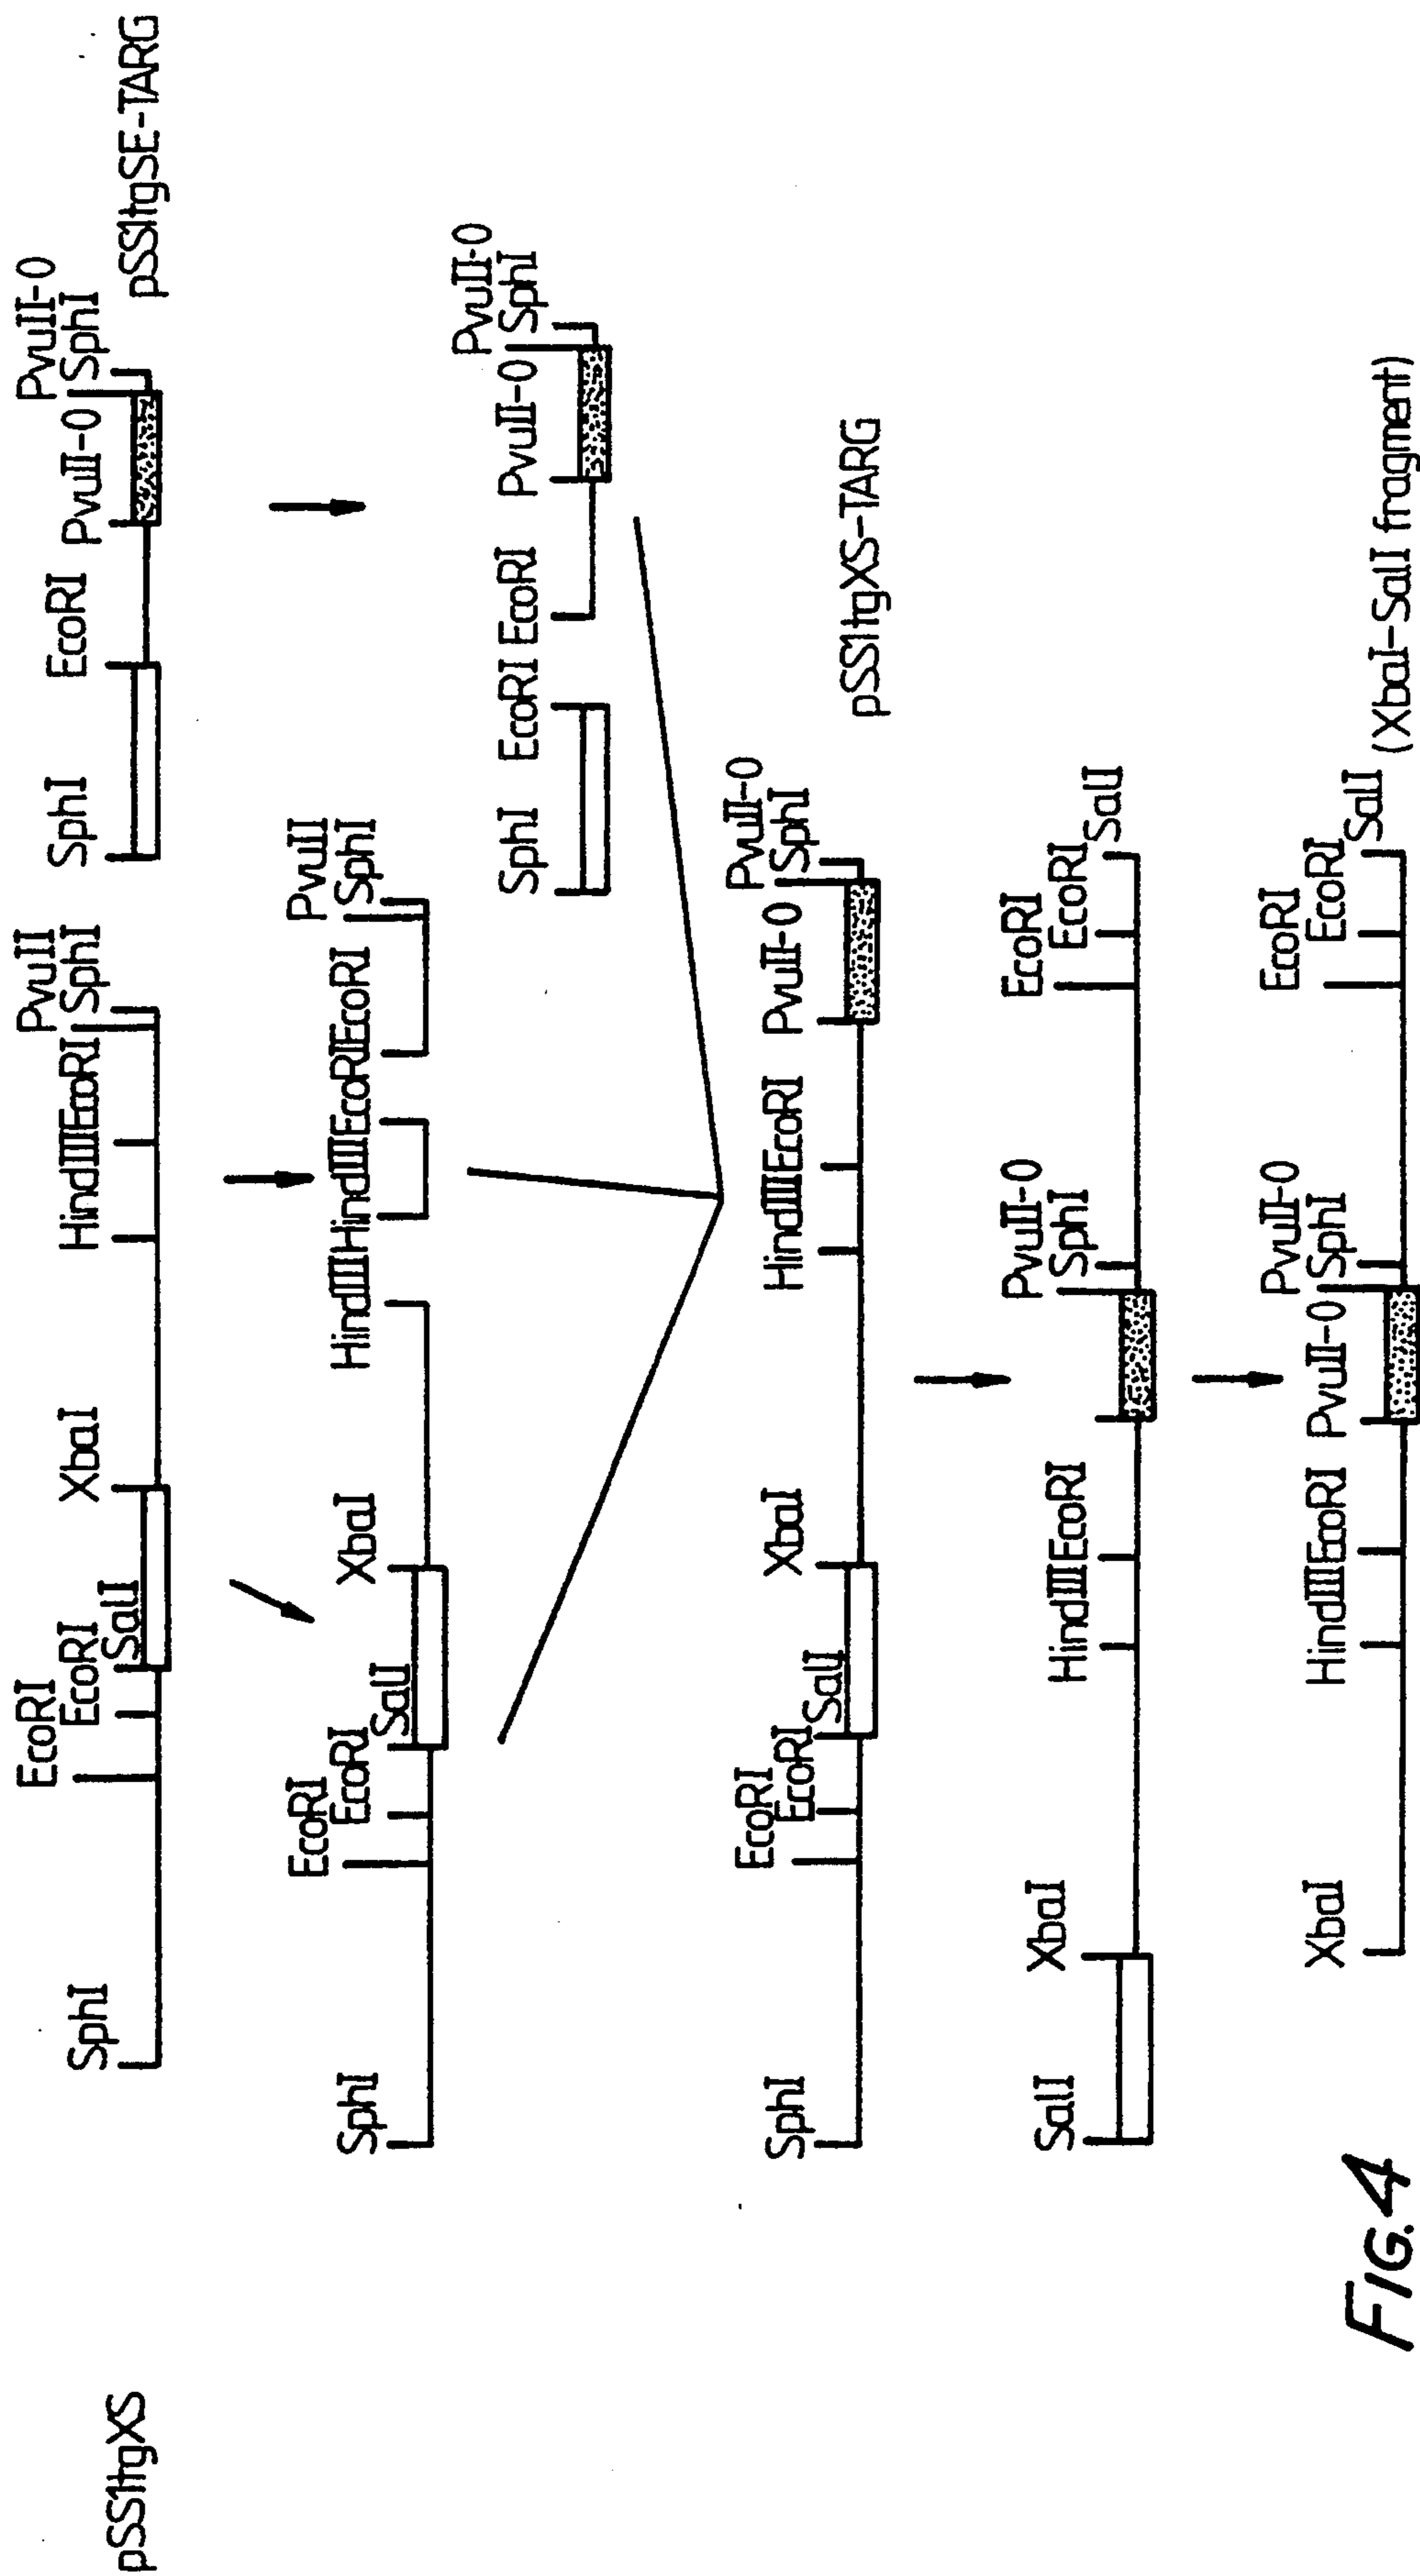 pSS1tgXS
SphI
EcoRI
EcoRI
SalI
XbaI
HindIII
EcoRI
PvuII
SphI
SphI
EcoRI
PvuII-0
PvuII-0
SphI
pSS1tgSE-TARG
SphI
EcoRI
EcoRI
SalI
XbaI
HindIII
HindIII
EcoRI
EcoRI
PvuII
SphI
SphI
EcoRI
EcoRI
PvuII-0
PvuII-0
SphI
SphI
EcoRI
EcoRI
SalI
XbaI
HindIII
EcoRI
PvuII-0
PvuII-0
SphI
pSS1tgXS-TARG
SalI
XbaI
HindIII
EcoRI
PvuII-0
SphI
EcoRI
EcoRI
SalI
XbaI
HindIII
EcoRI
PvuII-0
PvuII-0
SphI
EcoRI
EcoRI
SalI
(XbaI-SalI fragment)
FIG. 4